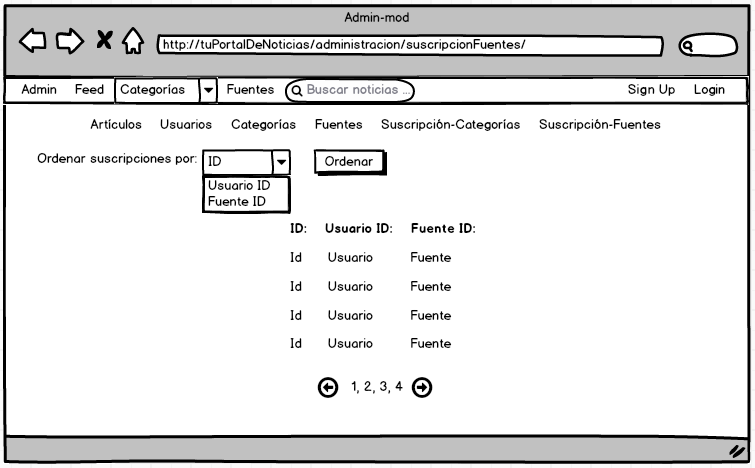 Admin-mod
http://tuPortalDeNoticias/administracion/suscripcionFuentes/
Admin Feed Categorías Fuentes Buscar noticias ... Sign Up Login
Artículos Usuarios Categorías Fuentes Suscripción-Categorías Suscripción-Fuentes
Ordenar suscripciones por: ID Ordenar
Usuario ID
Fuente ID
ID: Usuario ID: Fuente ID:
Id Usuario Fuente
Id Usuario Fuente
Id Usuario Fuente
Id Usuario Fuente
1, 2, 3, 4